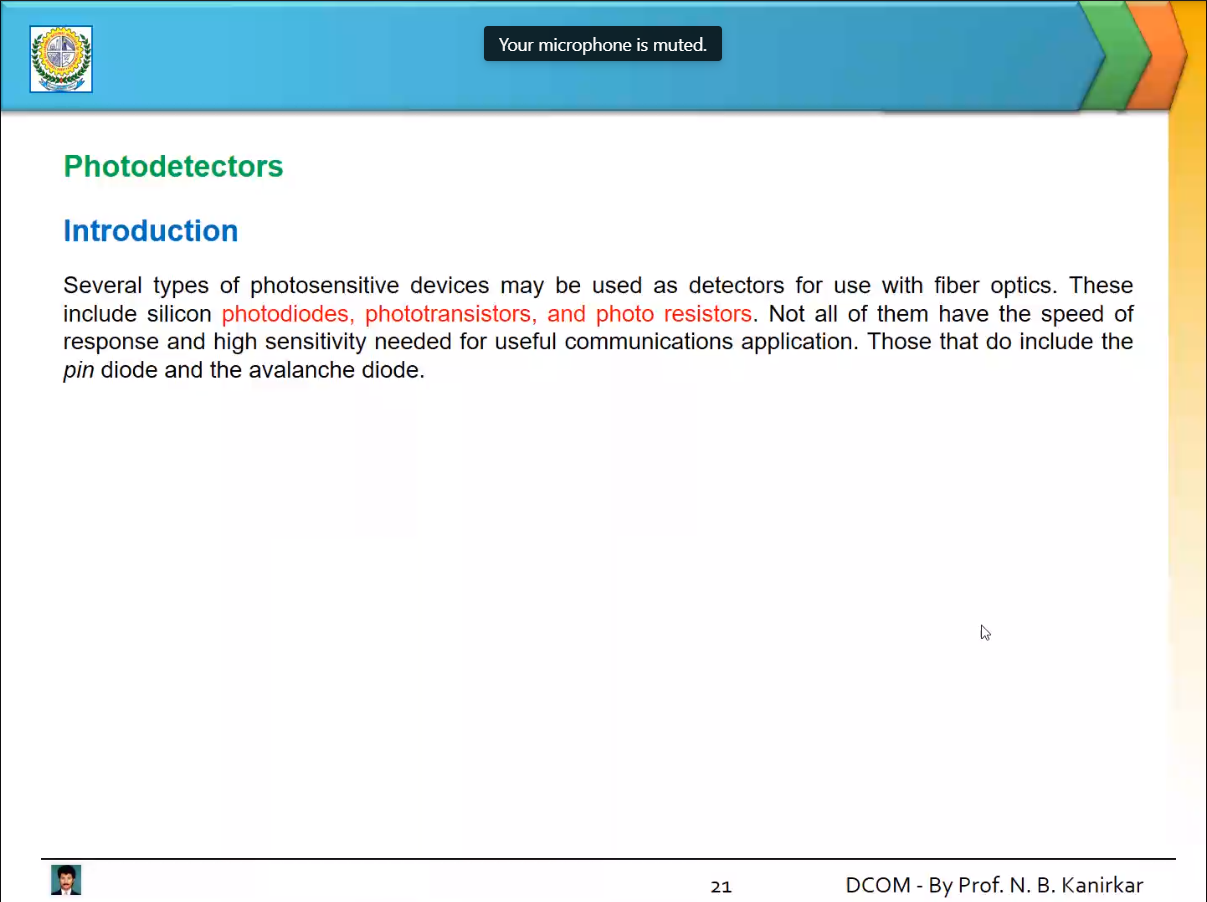 Your microphone is muted.
Photodetectors
Introduction
Several types of photosensitive devices may be used as detectors for use with fiber optics. These
include silicon photodiodes, phototransistors, and photo resistors. Not all of them have the speed of
response and high sensitivity needed for useful communications application. Those that do include the
pin diode and the avalanche diode.
21
DCOM - By Prof. N. B. Kanirkar